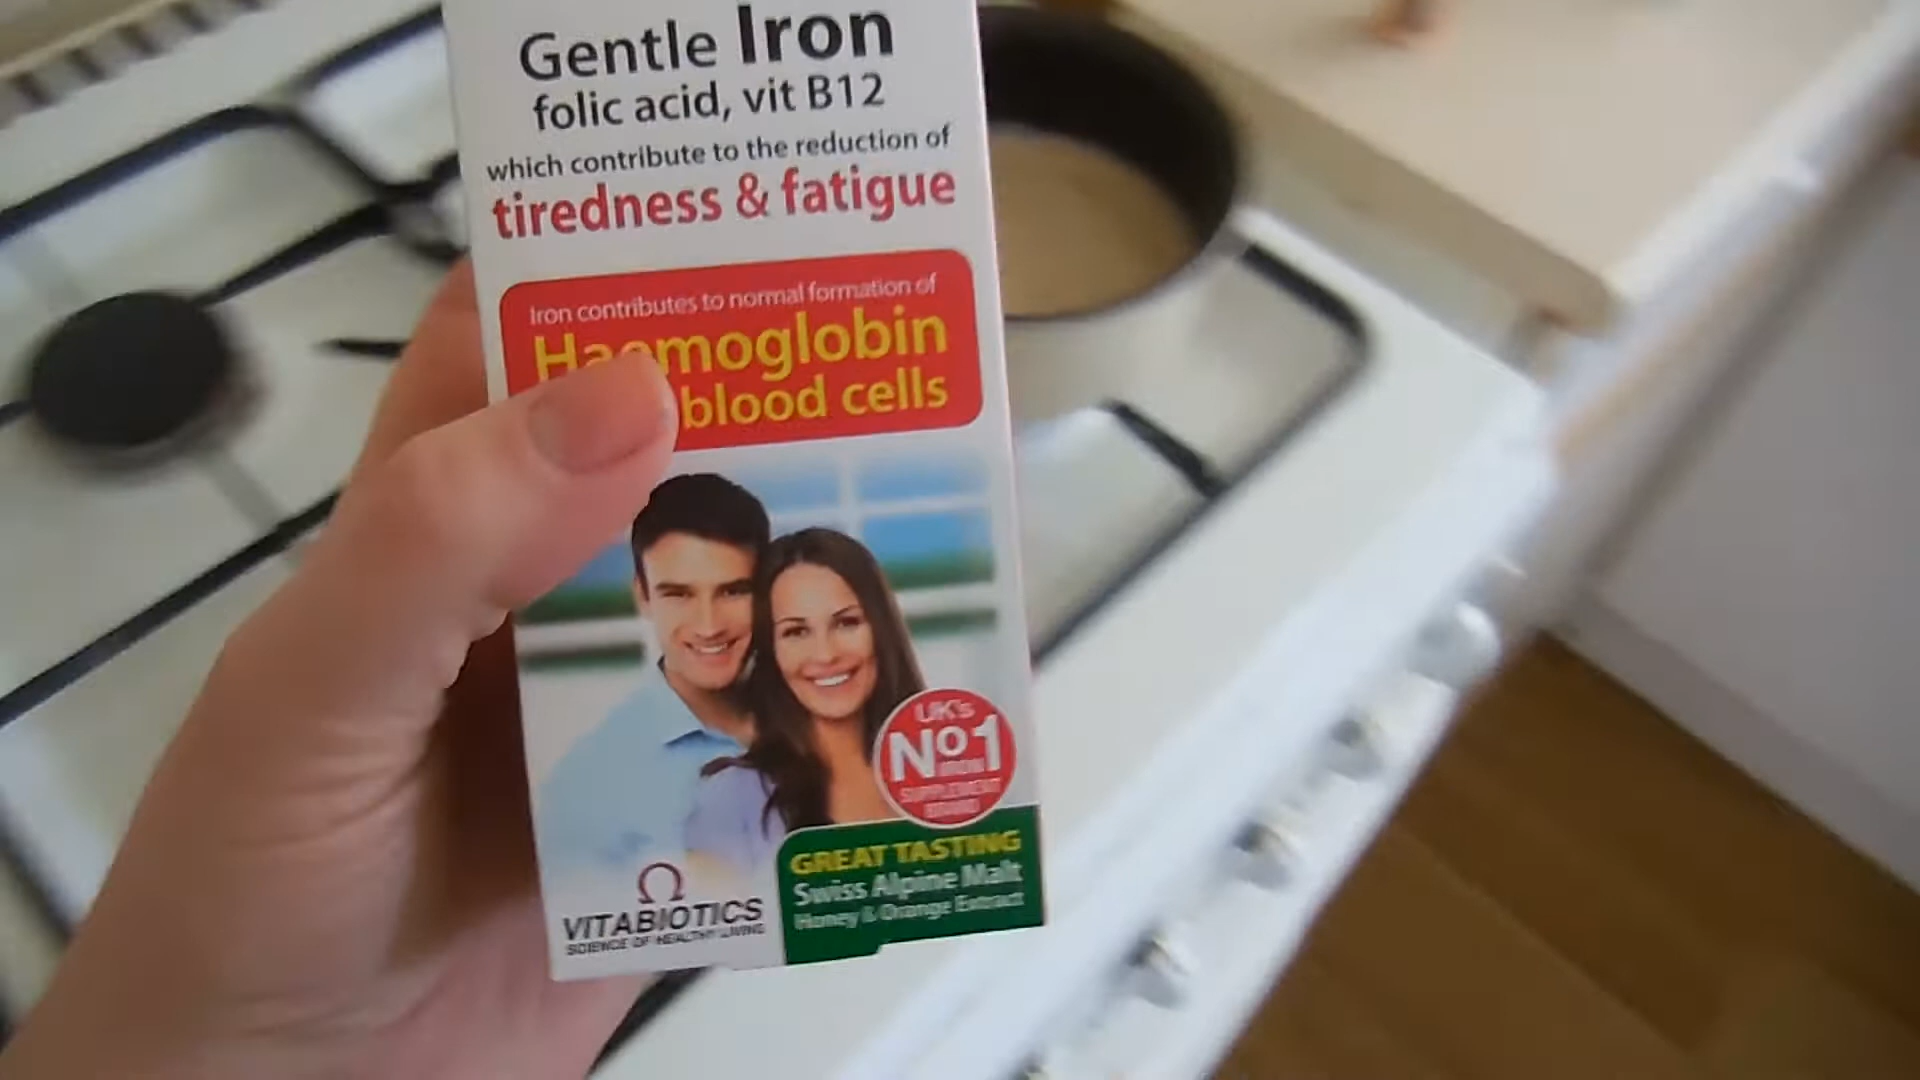 Gentle Iron
folic acid, vit B12
which contribute to the reduction of
tiredness & fatigue
Iron contributes to normal formation of
Haemoglobin
blood cells
UK's
No1
IRON
SUPPLEMENT
BRAND
GREAT TASTING
Swiss Alpine Malt
Honey & Orange Extract
VITABIOTICS
SCIENCE OF HEALTHY LIVING